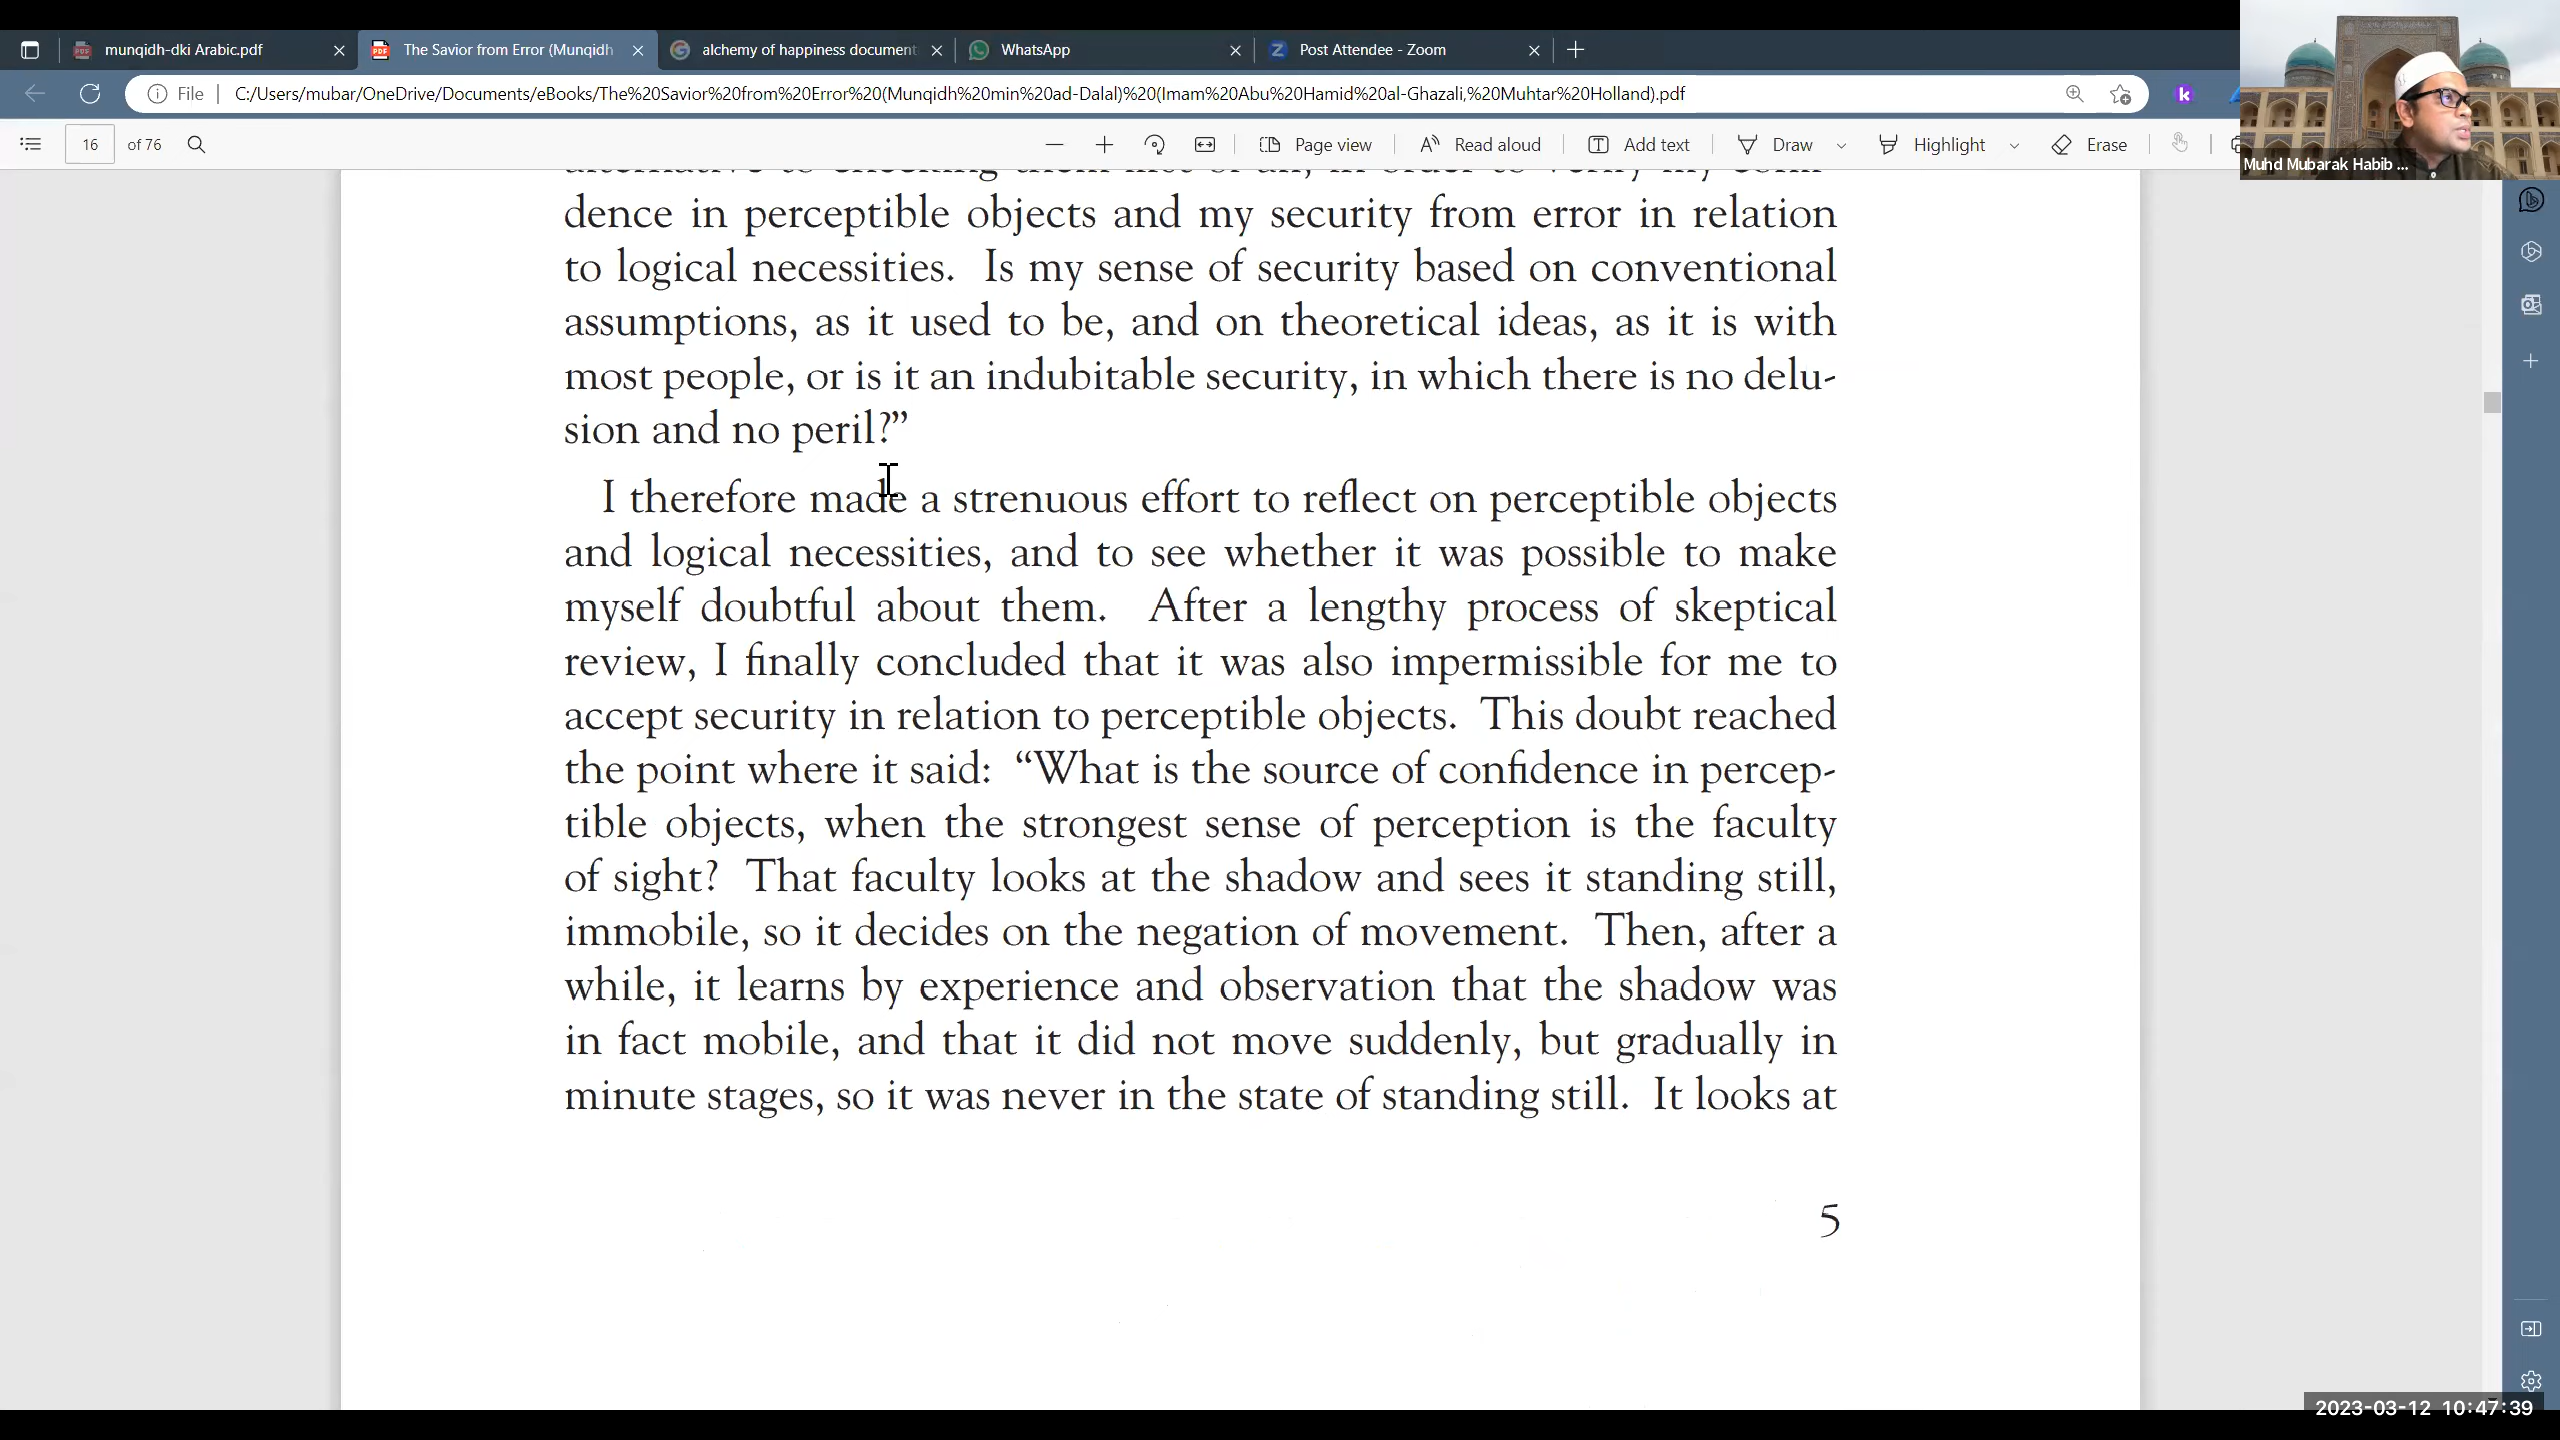 munqidh-dki Arabic.pdf
The Savior from Error (Munqidh
alchemy of happiness document
WhatsApp
Post Attendee - Zoom
File
C:/Users/mubar/OneDrive/Documents/eBooks/The%20Savior%20from%20Error%20(Munqidh%20min%20ad-Dalal)%20(Imam%20Abu%20Hamid%20al-Ghazali,%20Muhtar%20Holland).pdf
16 of 76
Page view
Read aloud
Add text
Draw
Highlight
Erase
Muhd Mubarak Habib ...
alternative to checking them first of all, in order to verify my confi-
dence in perceptible objects and my security from error in relation
to logical necessities. Is my sense of security based on conventional
assumptions, as it used to be, and on theoretical ideas, as it is with
most people, or is it an indubitable security, in which there is no delu-
sion and no peril?”
I therefore made a strenuous effort to reflect on perceptible objects
and logical necessities, and to see whether it was possible to make
myself doubtful about them. After a lengthy process of skeptical
review, I finally concluded that it was also impermissible for me to
accept security in relation to perceptible objects. This doubt reached
the point where it said: “What is the source of confidence in percep-
tible objects, when the strongest sense of perception is the faculty
of sight? That faculty looks at the shadow and sees it standing still,
immobile, so it decides on the negation of movement. Then, after a
while, it learns by experience and observation that the shadow was
in fact mobile, and that it did not move suddenly, but gradually in
minute stages, so it was never in the state of standing still. It looks at
5
2023-03-12 10:47:39